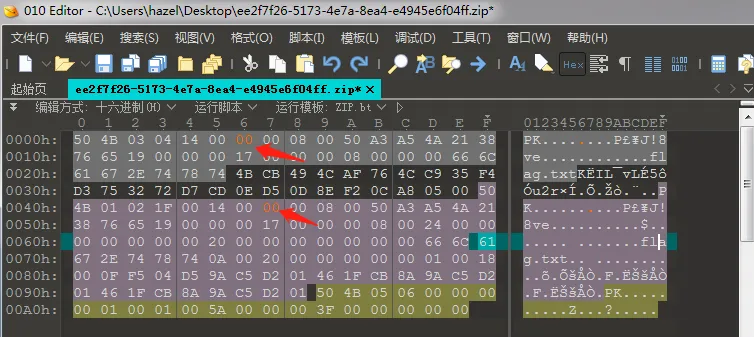 010 Editor - C:\Users\hazel\Desktop\ee2f7f26-5173-4e7a-8ea4-e4945e6f04ff.zip*
文件(F) 编辑(E) 搜索(S) 视图(V) 格式(O) 脚本(I) 模板(L) 调试(D) 工具(T) 窗口(W) 帮助(H)
Hex
起始页 ee2f7f26-5173-4e7a-8ea4-e4945e6f04ff.zip* ×
编辑方式: 十六进制(H) 运行脚本 运行模板: ZIP.bt
0 1 2 3 4 5 6 7 8 9 A B C D E F 0123456789ABCDEF
0000h: 50 4B 03 04 14 00 00 00 08 00 50 A3 A5 4A 21 38 PK........P£¥J!8
0010h: 76 65 19 00 00 00 17 00 00 00 08 00 00 00 66 6C ve............fl
0020h: 61 67 2E 74 78 74 4B CB 49 4C AF 76 4C C9 35 F4 ag.txtKËIL¯vLÉ5ô
0030h: D3 75 32 D7 CD 0E D5 0D 8E F2 0C A8 05 00 50 Óu2×Í.Õ.Žò.¨..P
0040h: 4B 01 02 1F 00 14 00 00 00 08 00 50 A3 A5 4A 21 K..........P£¥J!
0050h: 38 76 65 19 00 00 00 17 00 00 00 08 00 24 00 00 8ve..........$..
0060h: 00 00 00 00 00 20 00 00 00 00 00 00 00 66 6C 61 ..... .......fla
0070h: 67 2E 74 78 74 0A 00 20 00 00 00 00 00 01 00 18 g.txt.. ........
0080h: 00 0F F5 04 D5 9A C5 D2 01 46 1F CB 8A 9A C5 D2 ..õ.ÕšÅÒ.F.ËŠšÅÒ
0090h: 01 46 1F CB 8A 9A C5 D2 01 50 4B 05 06 00 00 00 .F.ËŠšÅÒ.PK.....
00A0h: 00 01 00 01 00 5A 00 00 00 3F 00 00 00 00 00 .....Z...?.....